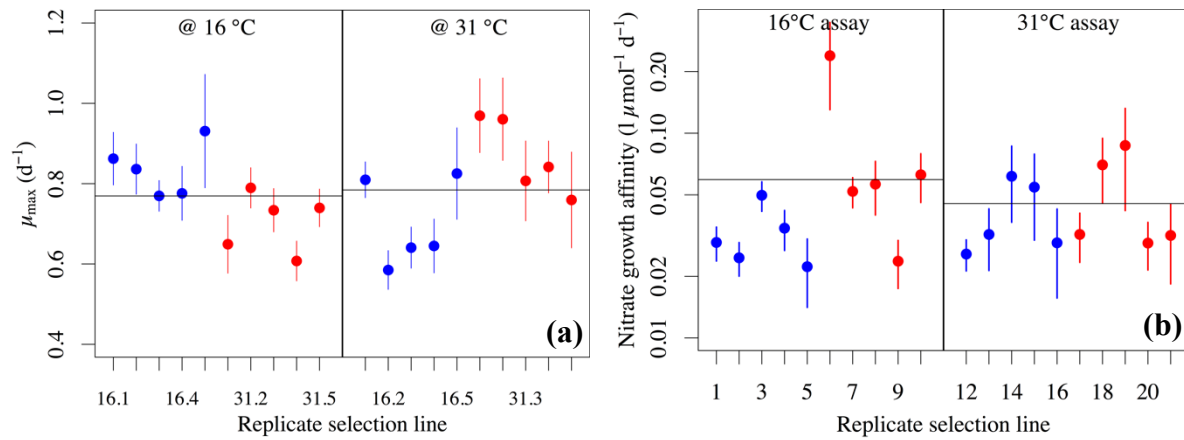 @ 16 °C
@ 31 °C
1.2
1.0
0.8
0.6
0.4
μmax (d⁻¹)
(a)
16.1
16.4
31.2
31.5
16.2
16.5
31.3
Replicate selection line
16°C assay
31°C assay
0.20
0.10
0.05
0.02
0.01
Nitrate growth affinity (l μmol⁻¹ d⁻¹)
(b)
1
3
5
7
9
12
14
16
18
20
Replicate selection line